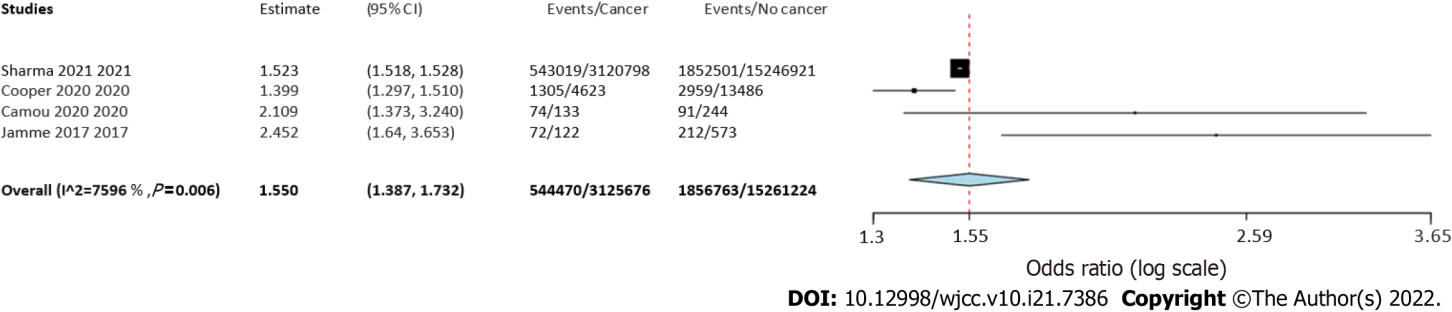 Studies Estimate (95% CI) Events/Cancer Events/No cancer
Sharma 2021 2021 1.523 (1.518, 1.528) 543019/3120798 1852501/15246921
Cooper 2020 2020 1.399 (1.297, 1.510) 1305/4623 2959/13486
Camou 2020 2020 2.109 (1.373, 3.240) 74/133 91/244
Jamme 2017 2017 2.452 (1.64, 3.653) 72/122 212/573
Overall (I^2=7596 % ,P=0.006) 1.550 (1.387, 1.732) 544470/3125676 1856763/15261224
1.3 1.55 2.59 3.65
Odds ratio (log scale)
DOI: 10.12998/wjcc.v10.i21.7386 Copyright ©The Author(s) 2022.